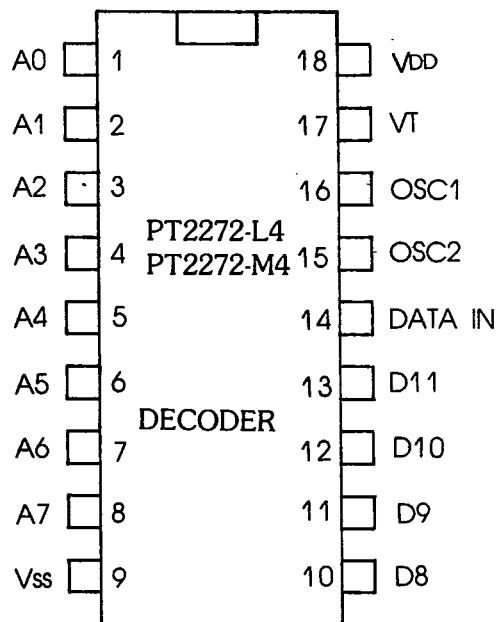 A0 1 18 VDD
A1 2 17 VT
A2 3 16 OSC1
PT2272-L4
A3 4 15 OSC2
PT2272-M4
A4 5 14 DATA IN
A5 6 13 D11
DECODER
A6 7 12 D10
A7 8 11 D9
Vss 9 10 D8